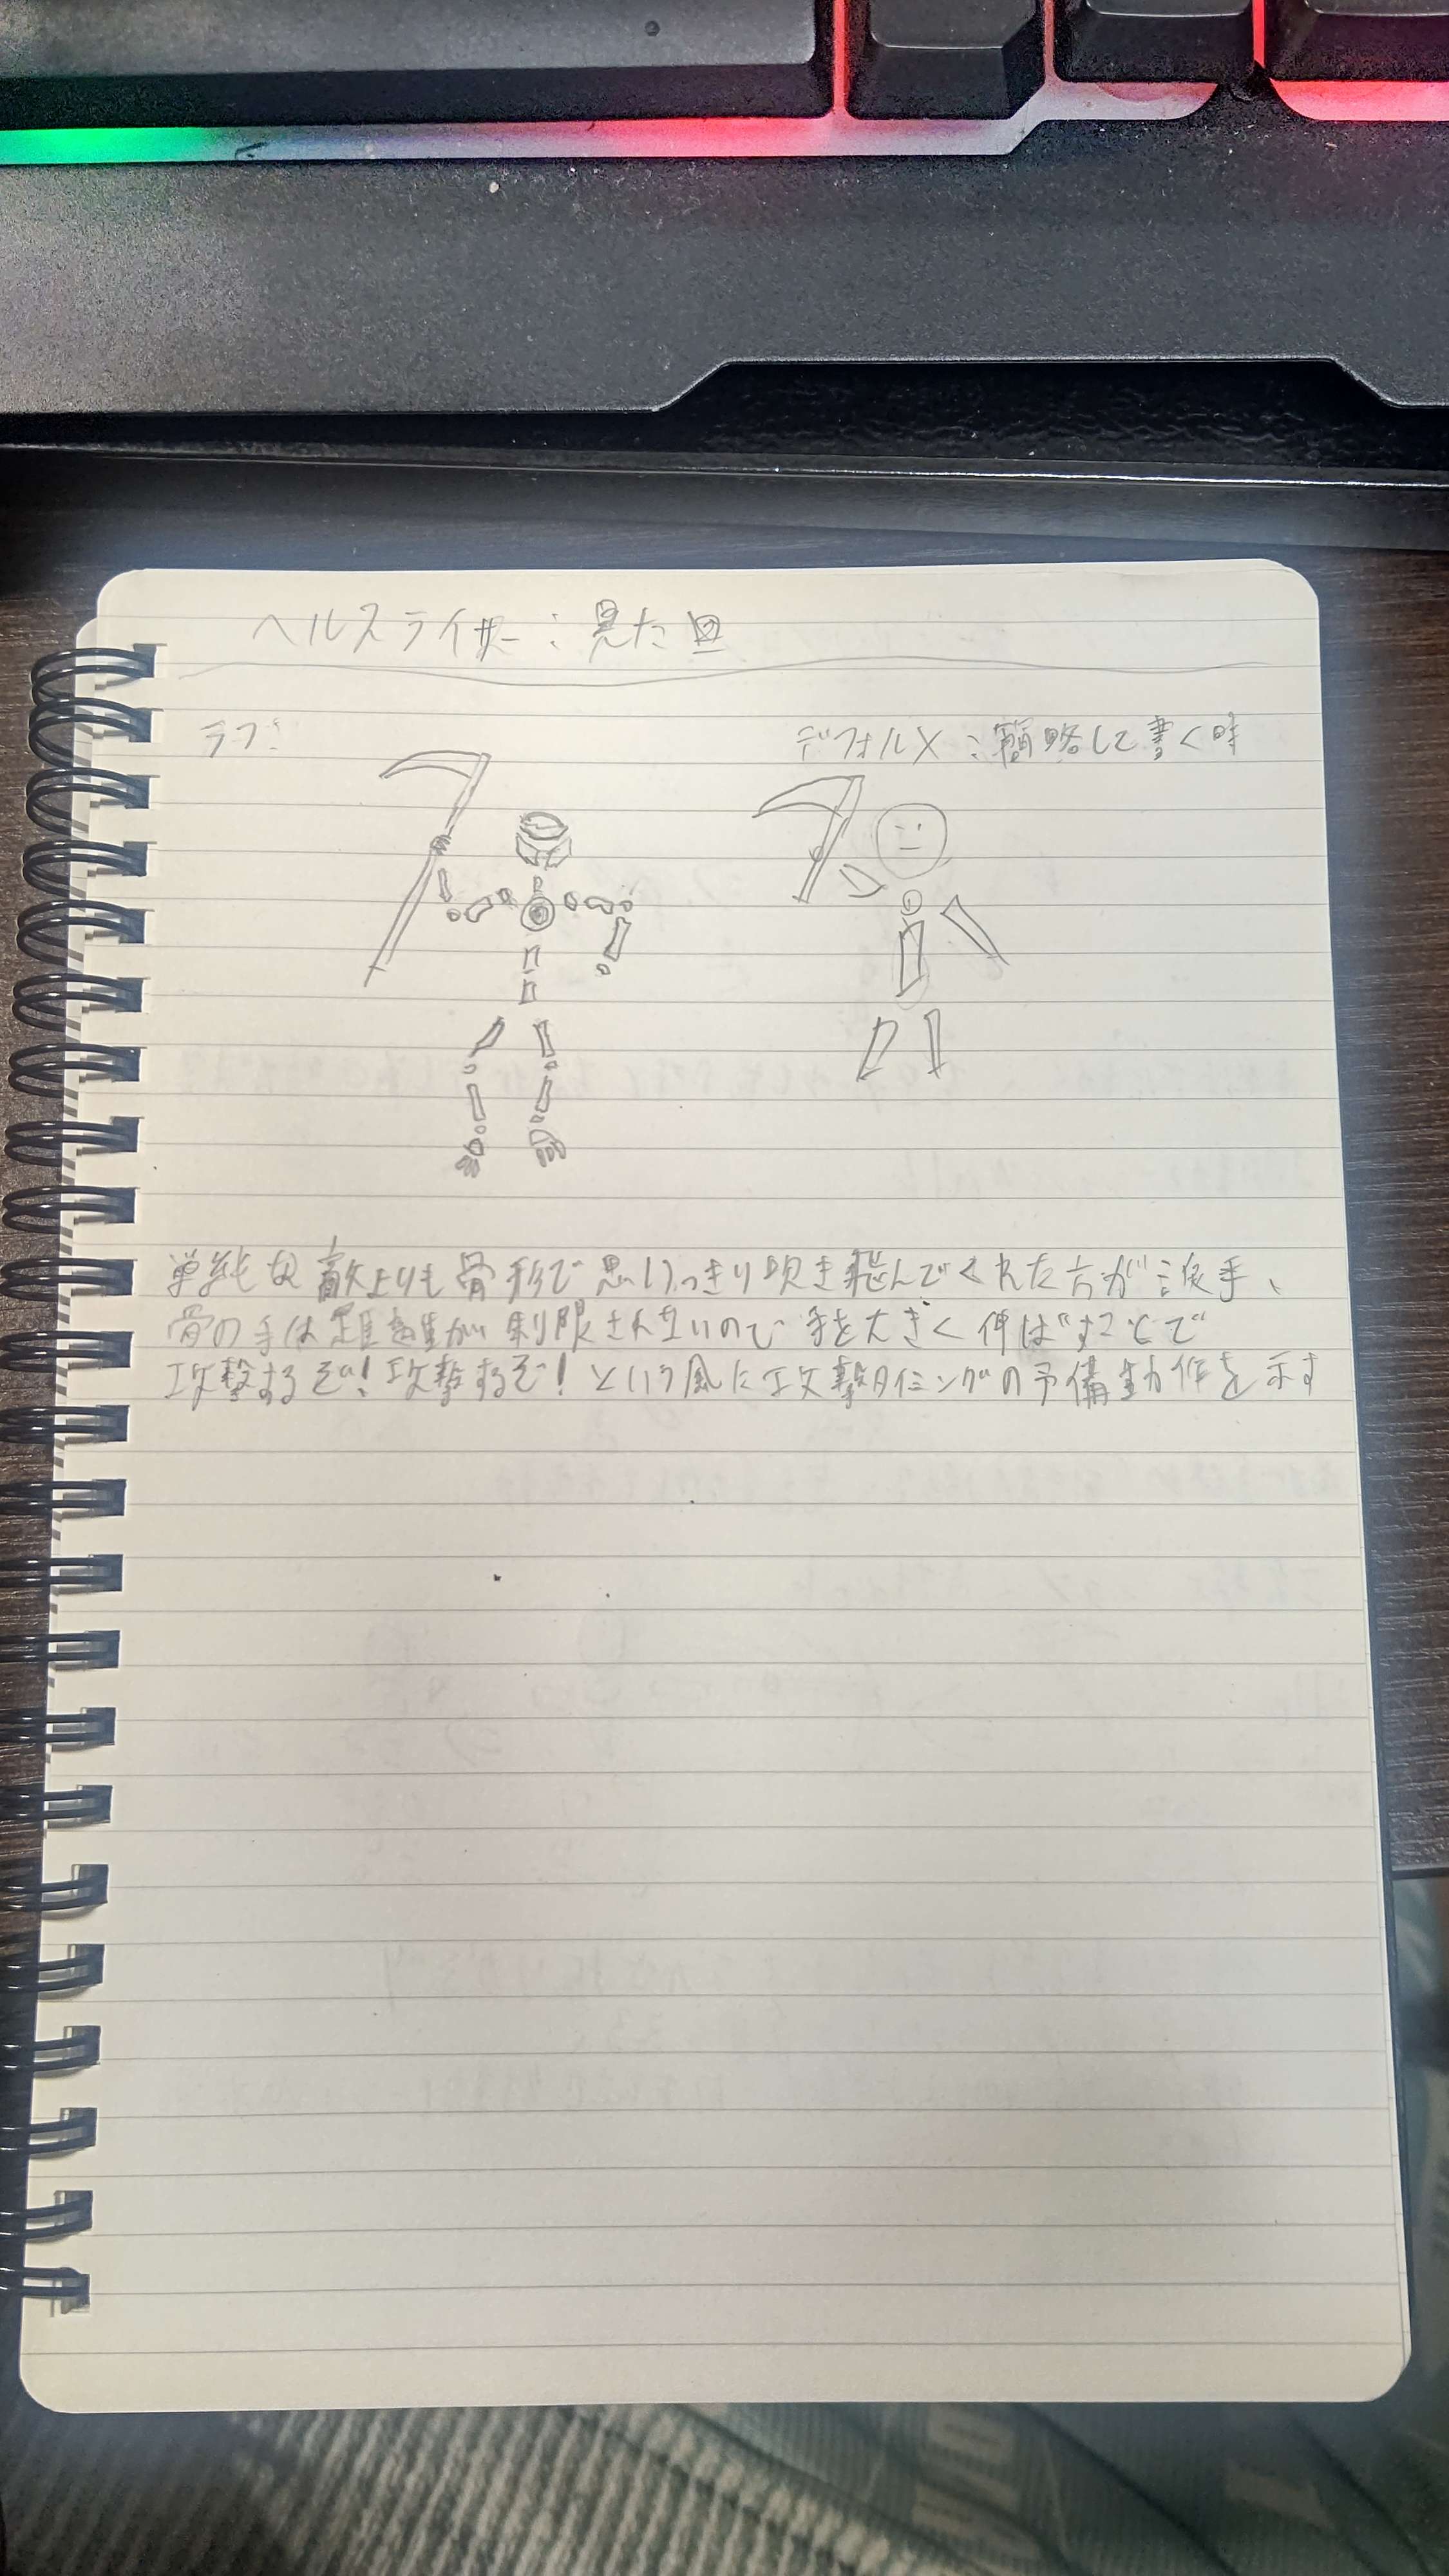 ヘルスライサー：見た目
ラフ：
デフォルメ：簡略して書く時
単純な敵よりも骨形で思いっきり吹き飛んでくれた方が派手、
骨の手は距離が制限されないので手を大きく伸ばすことで
攻撃するぞ！攻撃するぞ！という風に攻撃タイミングの予備動作を示す